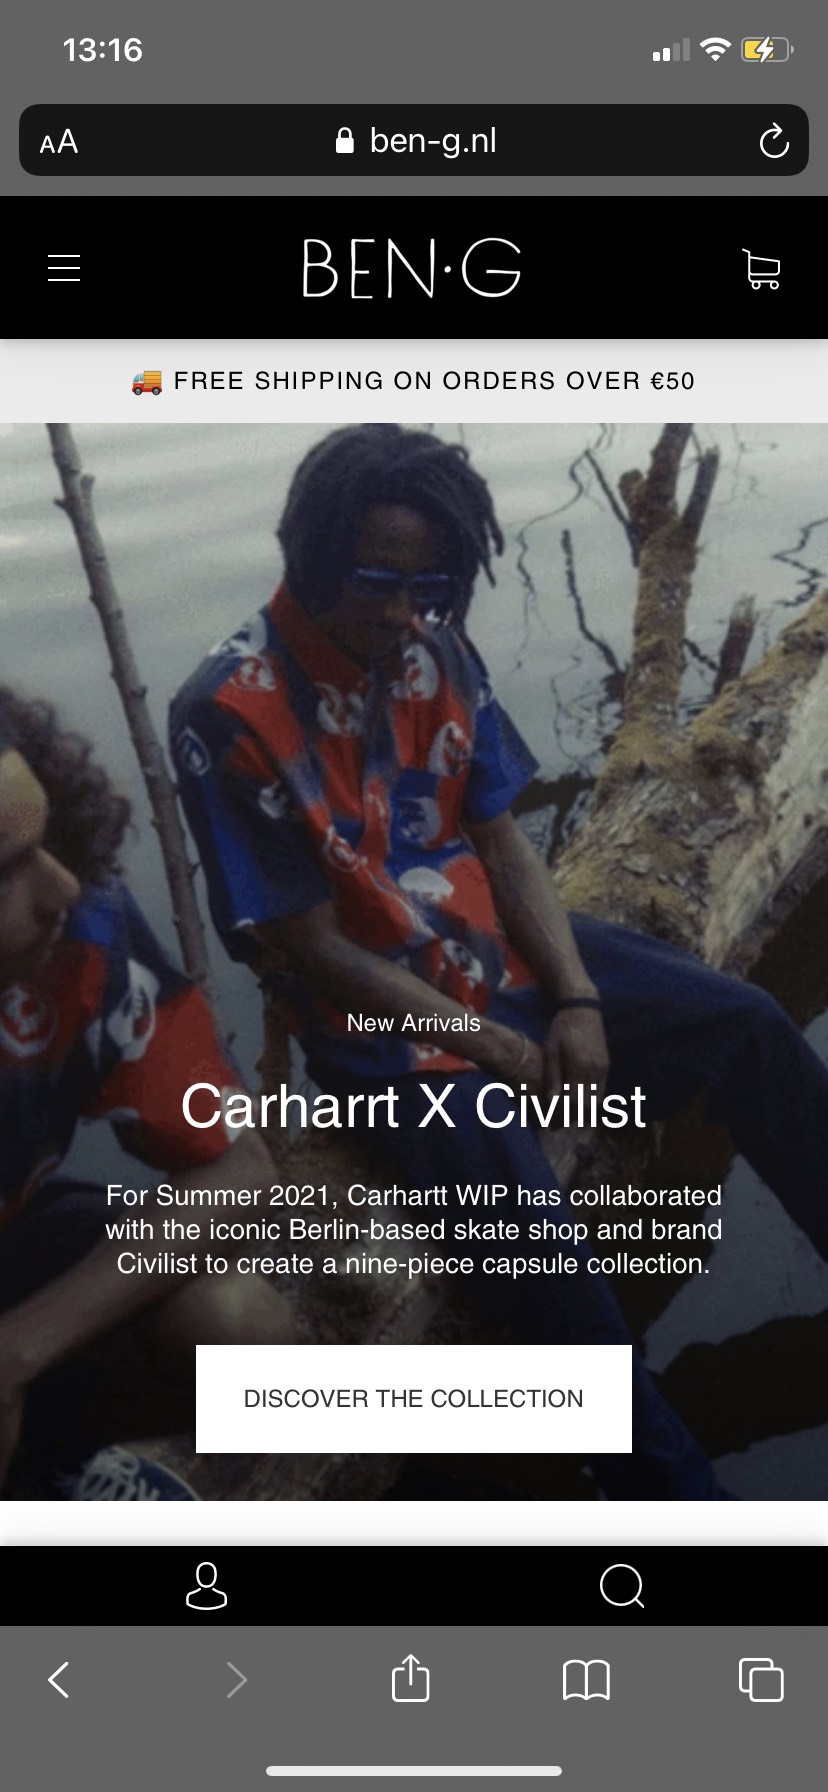 13:16
AA
ben-g.nl
BEN·G
🚚 FREE SHIPPING ON ORDERS OVER €50
New Arrivals
Carharrt X Civilist
For Summer 2021, Carhartt WIP has collaborated
with the iconic Berlin-based skate shop and brand
Civilist to create a nine-piece capsule collection.
DISCOVER THE COLLECTION